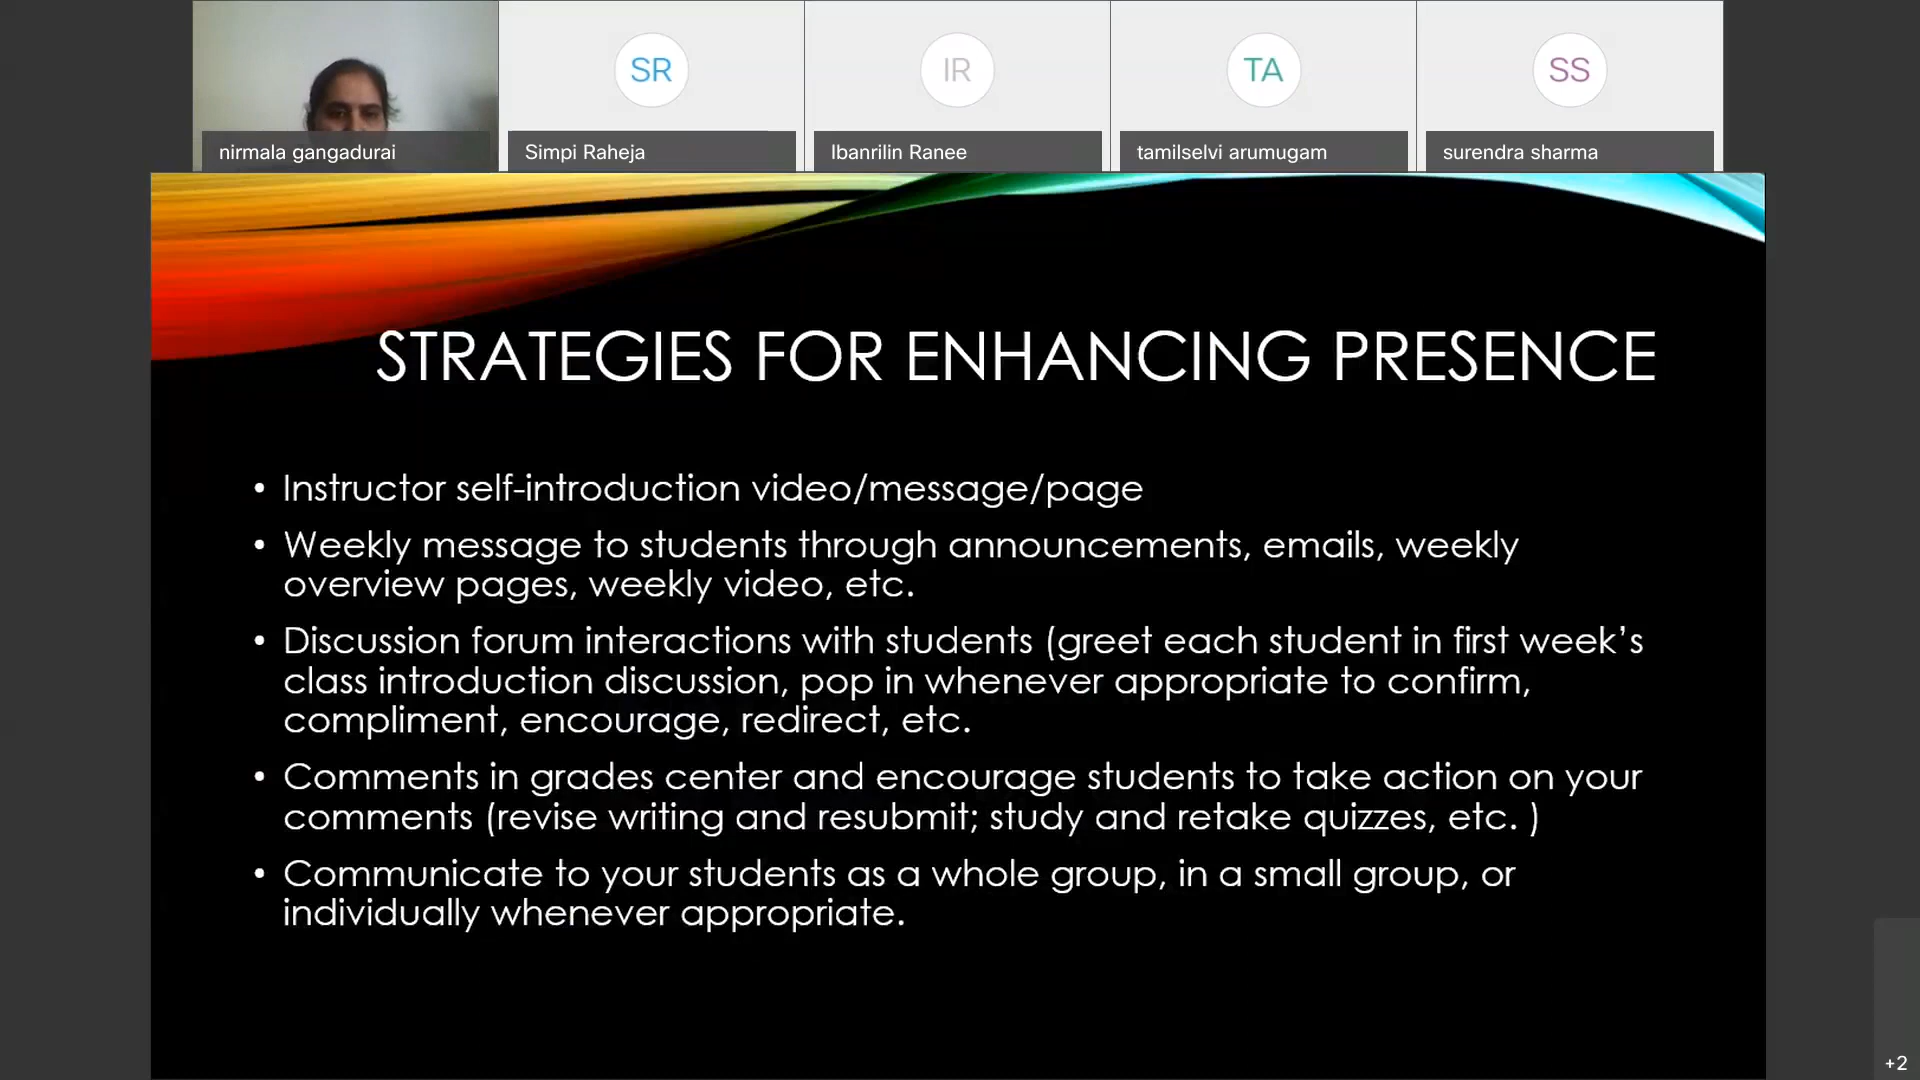 SR
IR
TA
SS
nirmala gangadurai
Simpi Raheja
Ibanrilin Ranee
tamilselvi arumugam
surendra sharma
STRATEGIES FOR ENHANCING PRESENCE
• Instructor self-introduction video/message/page
• Weekly message to students through announcements, emails, weekly
overview pages, weekly video, etc.
• Discussion forum interactions with students (greet each student in first week’s
class introduction discussion, pop in whenever appropriate to confirm,
compliment, encourage, redirect, etc.
• Comments in grades center and encourage students to take action on your
comments (revise writing and resubmit; study and retake quizzes, etc. )
• Communicate to your students as a whole group, in a small group, or
individually whenever appropriate.
+2